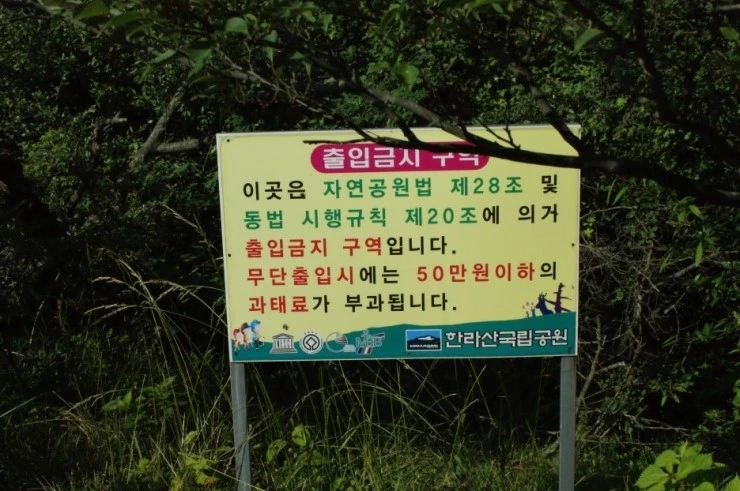 출입금지 구역
이곳은 자연공원법 제28조 및
동법 시행규칙 제20조에 의거
출입금지 구역입니다.
무단출입시에는 50만원이하의
과태료가 부과됩니다.
한라산국립공원